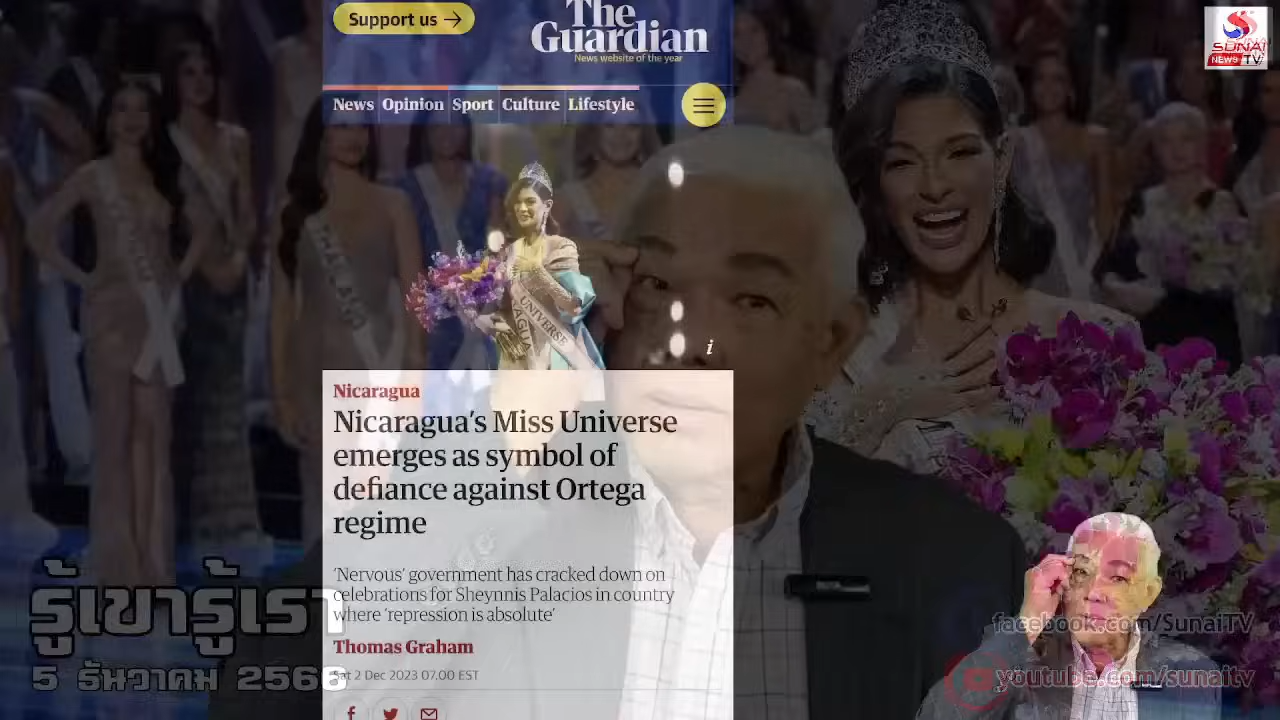 Support us →
The
Guardian
News website of the year
News Opinion Sport Culture Lifestyle
SUNAI
NEWS TV
UNIVERSE
i
Nicaragua
Nicaragua's Miss Universe
emerges as symbol of
defiance against Ortega
regime
'Nervous' government has cracked down on
celebrations for Sheynnis Palacios in country
where 'repression is absolute'
Thomas Graham
Sat 2 Dec 2023 07.00 EST
รู้เขารู้เรา
5 ธันวาคม 2566
facebook.com/SunaiTV
youtube.com/sunaitv